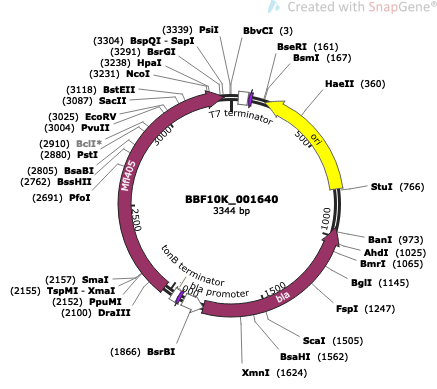 Created with SnapGene®
(3339) PsiI
BbvCI (3)
(3304) BspQI - SapI
(3291) BsrGI
(3238) HpaI
(3231) NcoI
BseRI (161)
BsmI (167)
(3118) BstEII
(3087) SacII
HaeII (360)
(3025) EcoRV
(3004) PvuII
(2910) BclI*
(2880) PstI
(2805) BsaBI
(2762) BssHII
(2691) PfoI
StuI (766)
BanI (973)
AhdI (1025)
BmrI (1065)
BglI (1145)
FspI (1247)
ScaI (1505)
BsaHI (1562)
XmnI (1624)
(1866) BsrBI
(2100) DraIII
(2152) PpuMI
(2155) TspMI - XmaI
(2157) SmaI
T7 terminator
ori
500
1000
1500
2500
3000
Mfl405
tonB terminator
bla promoter
bla
BBF10K_001640
3344 bp